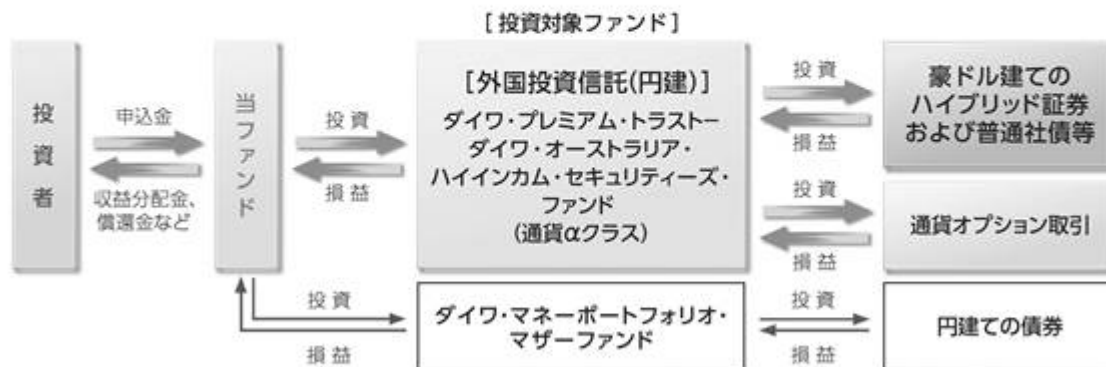 [ 投資対象ファンド ]
投資者
申込金
収益分配金、
償還金など
当ファンド
投 資
損 益
[外国投資信託(円建)]
ダイワ・プレミアム・トラストー
ダイワ・オーストラリア・
ハイインカム・セキュリティーズ・
ファンド
(通貨αクラス)
投 資
損 益
豪ドル建ての
ハイブリッド証券
および普通社債等
投 資
損 益
通貨オプション取引
投 資
損 益
ダイワ・マネーポートフォリオ・
マザーファンド
投 資
損 益
円建ての債券